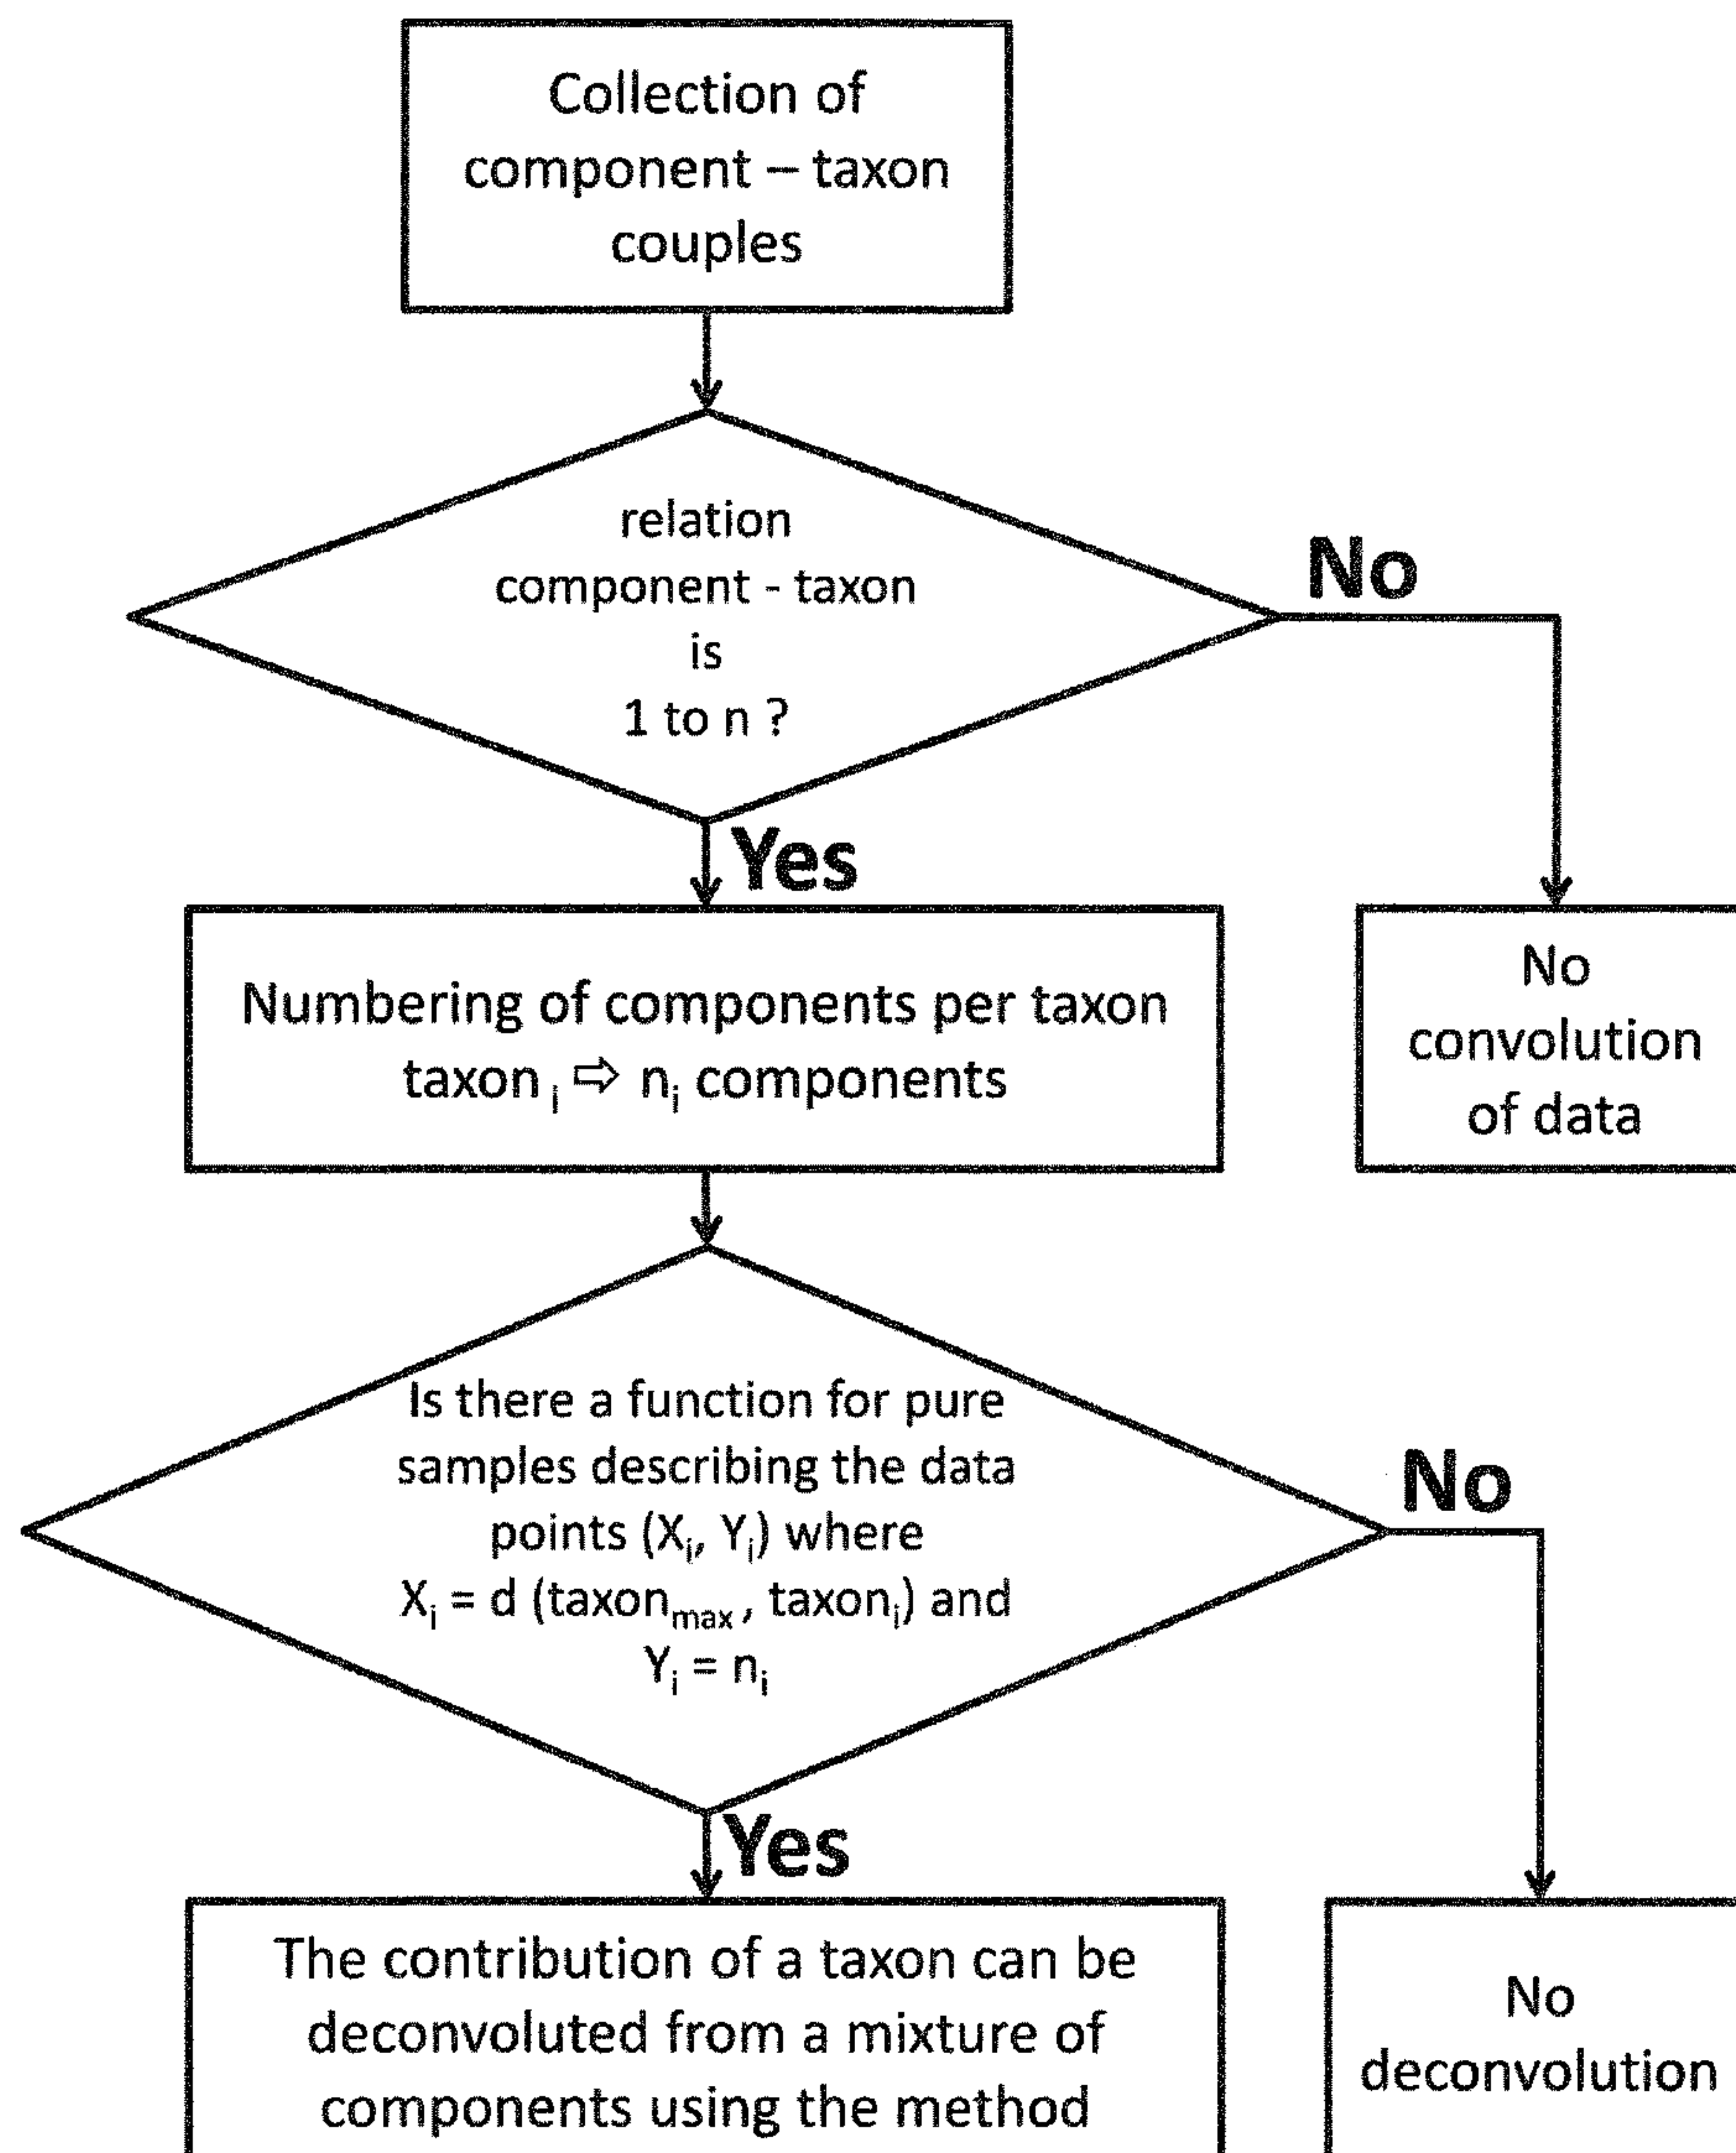 Collection of
component – taxon
couples
relation
component - taxon
is
1 to n ?
No
Yes
Numbering of components per taxon
taxon i ⇨ ni components
No
convolution
of data
Is there a function for pure
samples describing the data
points (Xi, Yi) where
Xi = d (taxonmax, taxoni) and
Yi = ni
No
Yes
The contribution of a taxon can be
deconvoluted from a mixture of
components using the method
No
deconvolution